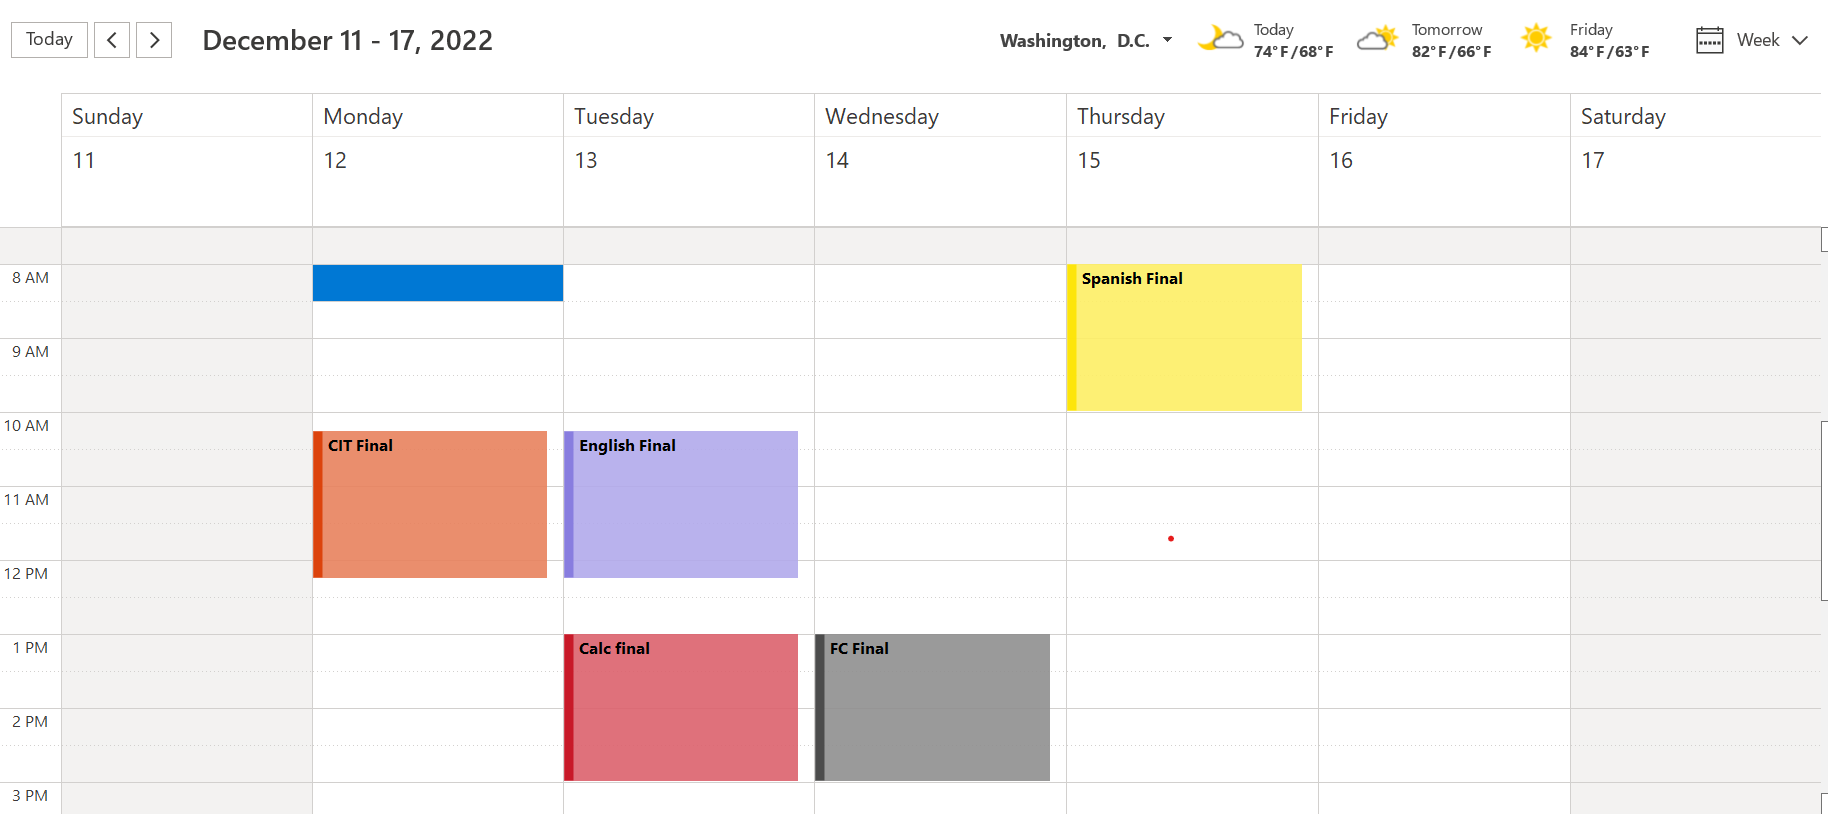 Today
December 11 - 17, 2022
Washington, D.C.
Today
74°F/68°F
Tomorrow
82°F/66°F
Friday
84°F/63°F
Week
Sunday
Monday
Tuesday
Wednesday
Thursday
Friday
Saturday
11
12
13
14
15
16
17
8 AM
Spanish Final
9 AM
10 AM
CIT Final
English Final
11 AM
12 PM
1 PM
Calc final
FC Final
2 PM
3 PM